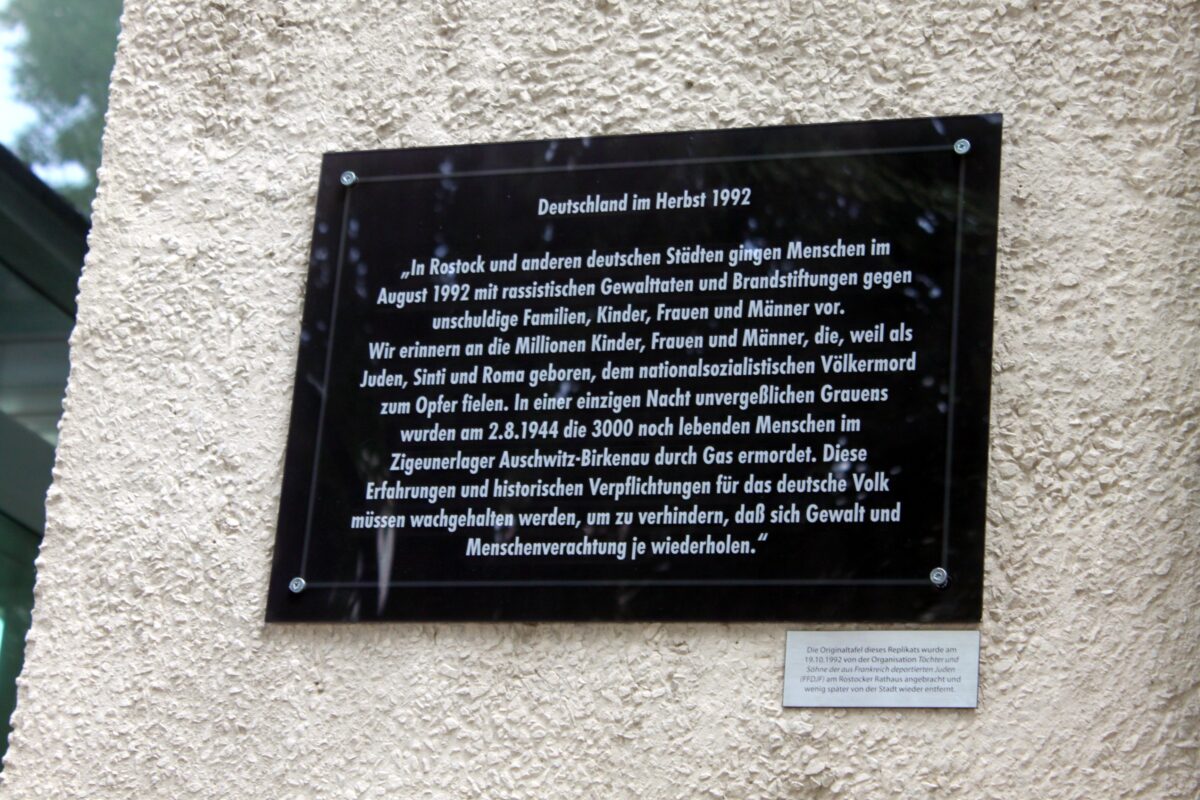 Deutschland im Herbst 1992
„In Rostock und anderen deutschen Städten gingen Menschen im
August 1992 mit rassistischen Gewalttaten und Brandstiftungen gegen
unschuldige Familien, Kinder, Frauen und Männer vor.
Wir erinnern an die Millionen Kinder, Frauen und Männer, die, weil als
Juden, Sinti und Roma geboren, dem nationalsozialistischen Völkermord
zum Opfer fielen. In einer einzigen Nacht unvergeßlichen Grauens
wurden am 2.8.1944 die 3000 noch lebenden Menschen im
Zigeunerlager Auschwitz-Birkenau durch Gas ermordet. Diese
Erfahrungen und historischen Verpflichtungen für das deutsche Volk
müssen wachgehalten werden, um zu verhindern, daß sich Gewalt und
Menschenverachtung je wiederholen.“
Die Originaltafel dieses Replikats wurde am
19.10.1992 von der Organisation Töchter und
Söhne der aus Frankreich deportierten Juden
(FFDJF) am Rostocker Rathaus angebracht und
wenig später von der Stadt wieder entfernt.